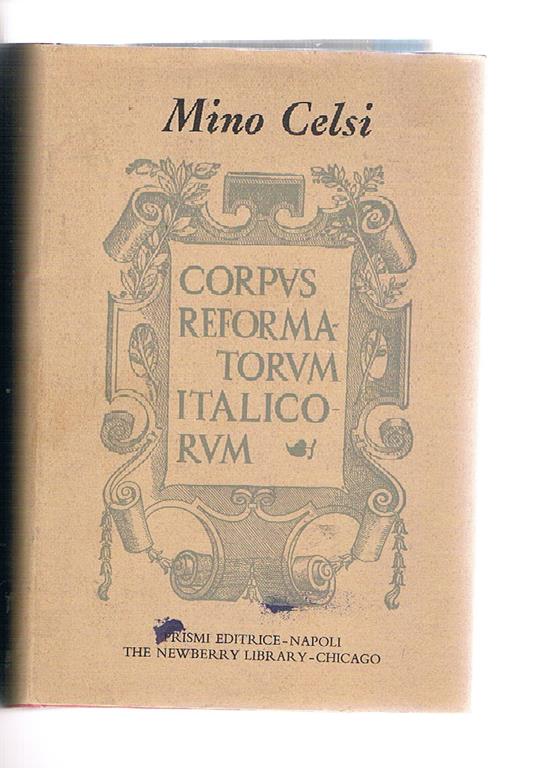 Mino Celsi
CORPVS
REFORMA-
TORVM
ITALICO-
RVM
PRISMI EDITRICE-NAPOLI
THE NEWBERRY LIBRARY-CHICAGO